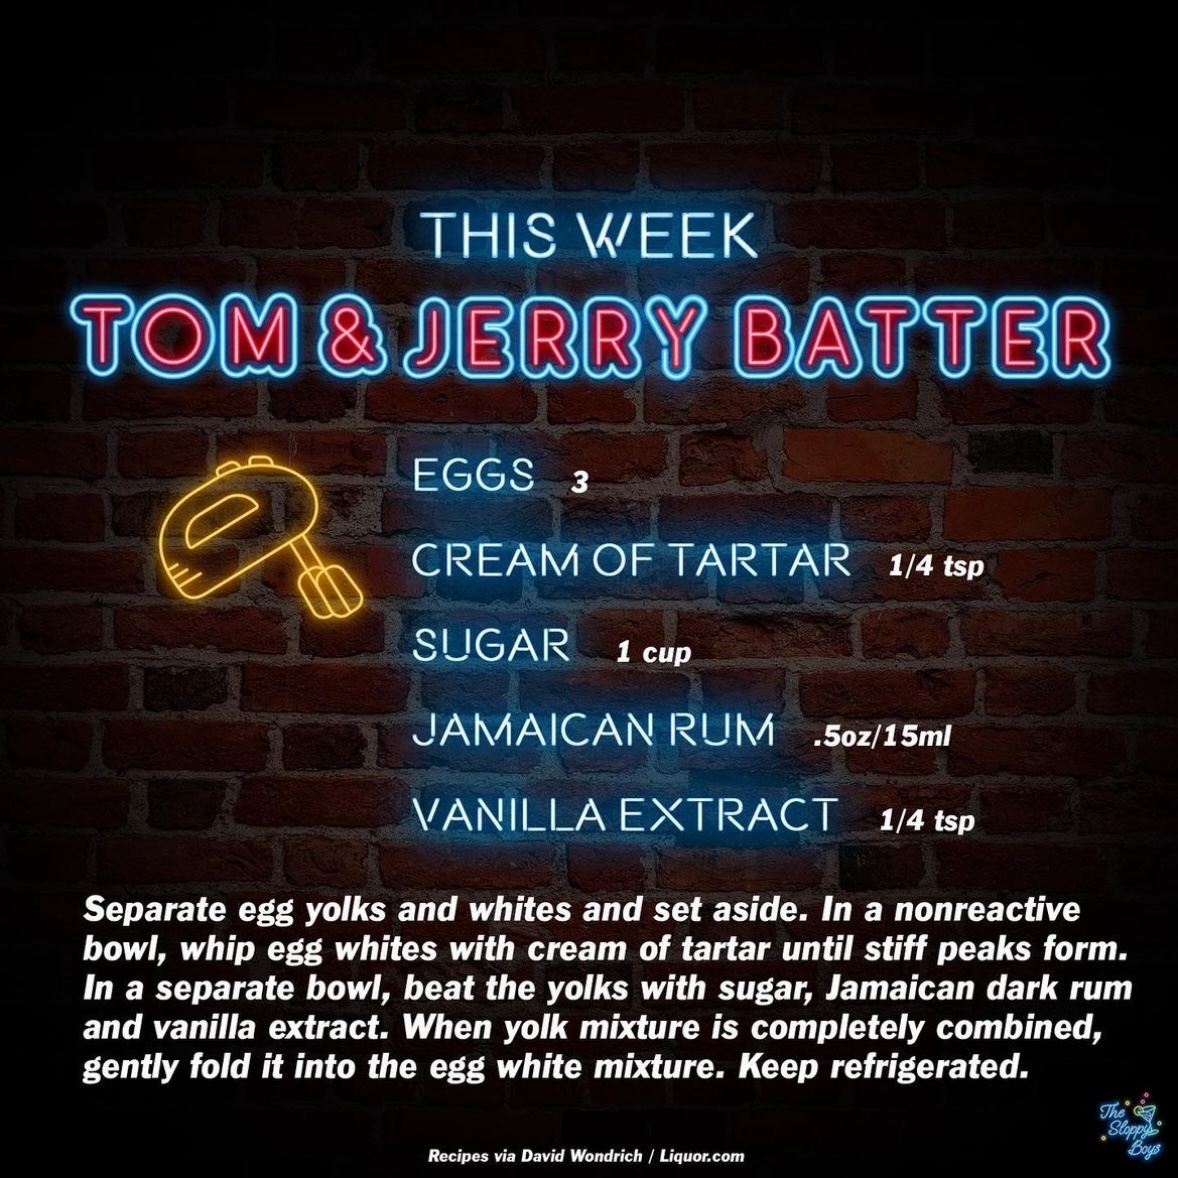 THIS WEEK
TOM & JERRY BATTER
EGGS 3
CREAM OF TARTAR 1/4 tsp
SUGAR 1 cup
JAMAICAN RUM .5oz/15ml
VANILLA EXTRACT 1/4 tsp
Separate egg yolks and whites and set aside. In a nonreactive
bowl, whip egg whites with cream of tartar until stiff peaks form.
In a separate bowl, beat the yolks with sugar, Jamaican dark rum
and vanilla extract. When yolk mixture is completely combined,
gently fold it into the egg white mixture. Keep refrigerated.
The
Sloppy
Boys
Recipes via David Wondrich / Liquor.com